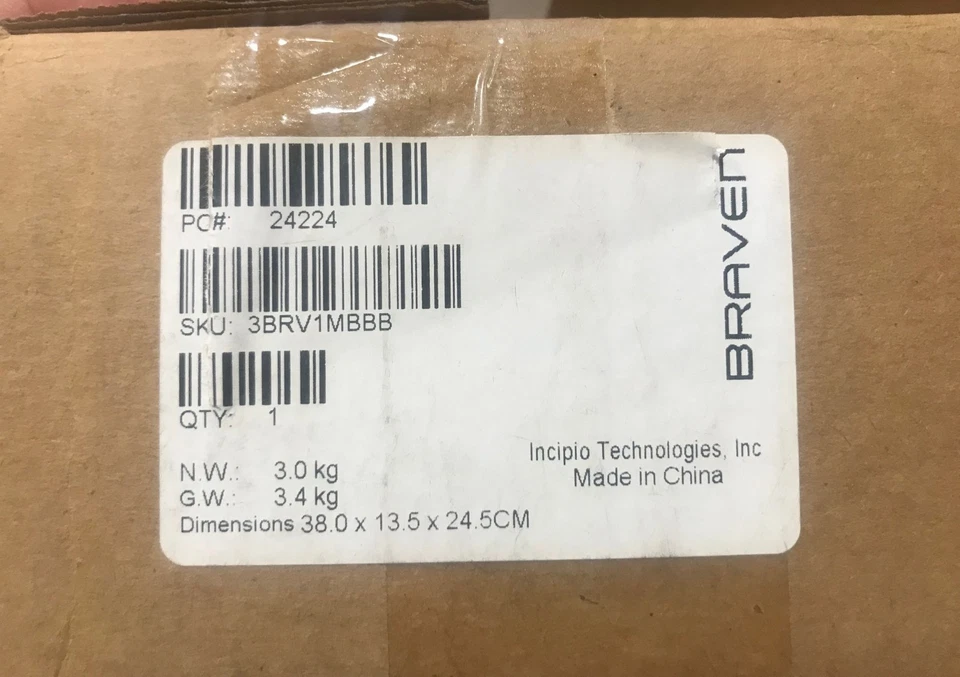 PO#: 24224
SKU: 3BRV1MBBB
QTY: 1
N.W.: 3.0 kg
G.W.: 3.4 kg
Dimensions 38.0 x 13.5 x 24.5CM
BRAVEN
Incipio Technologies, Inc
Made in China